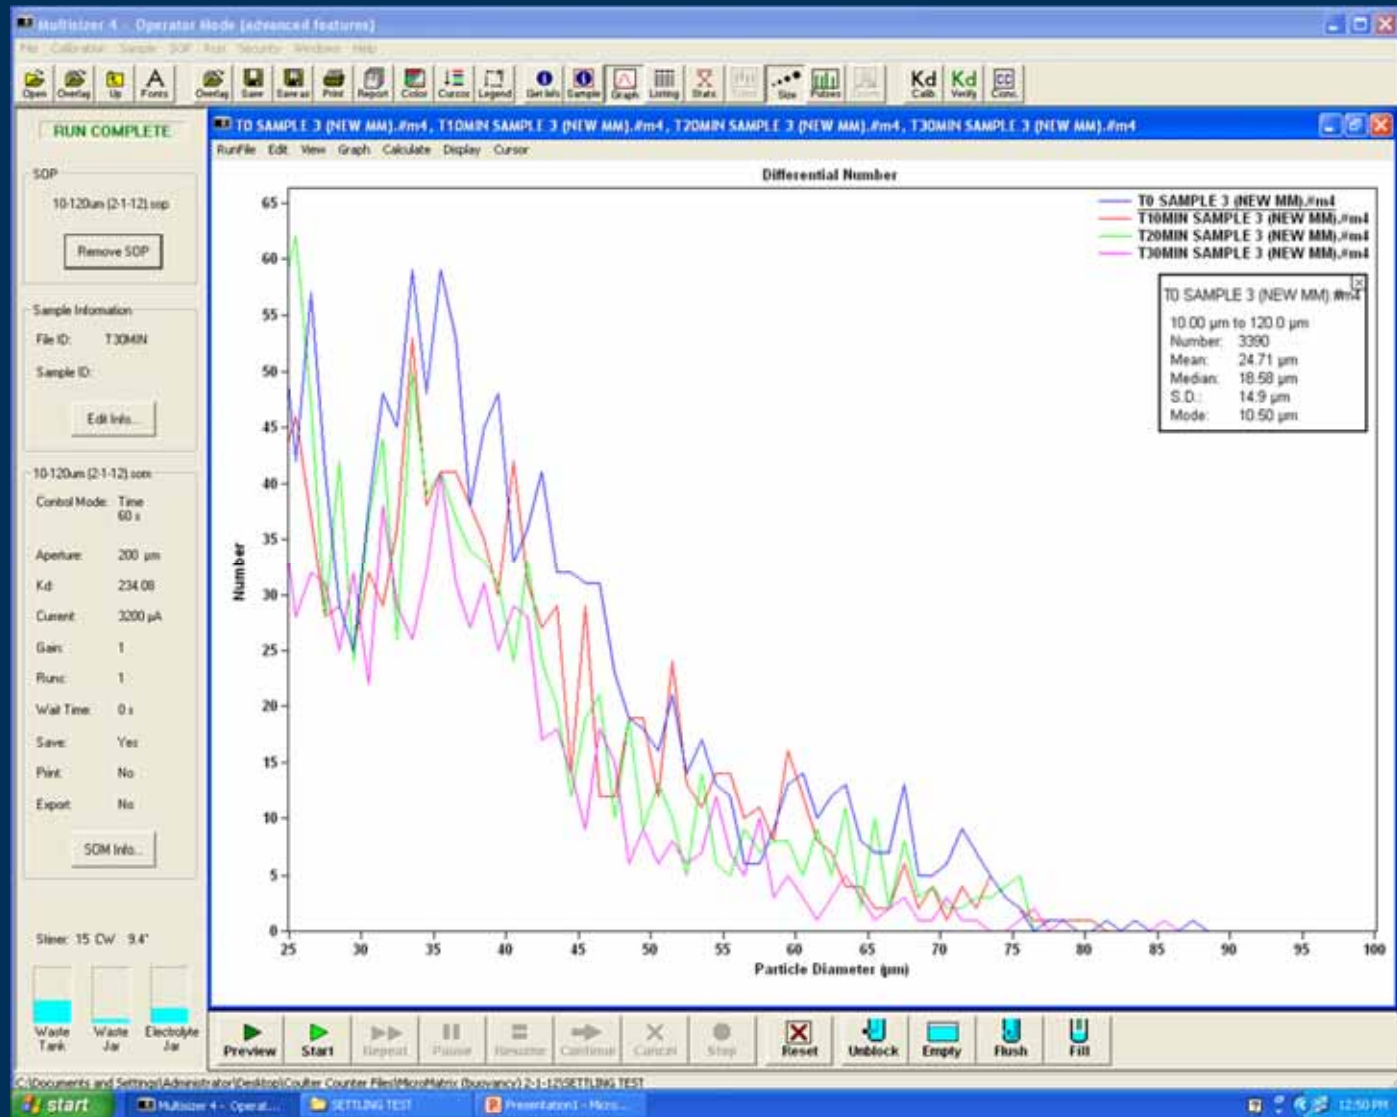 Multisizer 4 - Operator Mode (advanced features)
File Calibration Sample SOP Run Security Windows Help
Open Overlay Up Fonts Overlay Save Save as Print Report Color Cursor Legend Get Info Sample Graph Listing Stats Size Pulses Kd Calib. Kd Verify CC Conc.
RUN COMPLETE
SOP
10-120um (2-1-12).sop
Remove SOP
Sample Information
File ID: T30MIN
Sample ID:
Edit Info...
10-120um (2-1-12).som
Control Mode: Time
60 s
Aperture: 200 µm
Kd: 234.08
Current: 3200 µA
Gain: 1
Runs: 1
Wait Time: 0 s
Save: Yes
Print: No
Export: No
SOM Info...
Stirrer: 15 CW 9.4"
Waste Tank
Waste Jar
Electrolyte Jar
T0 SAMPLE 3 (NEW MM).#m4, T10MIN SAMPLE 3 (NEW MM).#m4, T20MIN SAMPLE 3 (NEW MM).#m4, T30MIN SAMPLE 3 (NEW MM).#m4
RunFile Edit View Graph Calculate Display Cursor
Differential Number
T0 SAMPLE 3 (NEW MM).#m4
T10MIN SAMPLE 3 (NEW MM).#m4
T20MIN SAMPLE 3 (NEW MM).#m4
T30MIN SAMPLE 3 (NEW MM).#m4
T0 SAMPLE 3 (NEW MM).#m4
10.00 µm to 120.0 µm
Number: 3390
Mean: 24.71 µm
Median: 18.58 µm
S.D.: 14.9 µm
Mode: 10.50 µm
Number
65
60
55
50
45
40
35
30
25
20
15
10
5
0
25 30 35 40 45 50 55 60 65 70 75 80 85 90 95 100
Particle Diameter (µm)
Preview Start Repeat Pause Resume Continue Cancel Stop Reset Unblock Empty Flush Fill
C:\Documents and Settings\Administrator\Desktop\Coulter Counter Files\MicroMatrix (buoyancy) 2-1-12\SETTLING TEST
start Multisizer 4 - Operat... SETTLING TEST Presentation1 - Micro... 12:50 PM